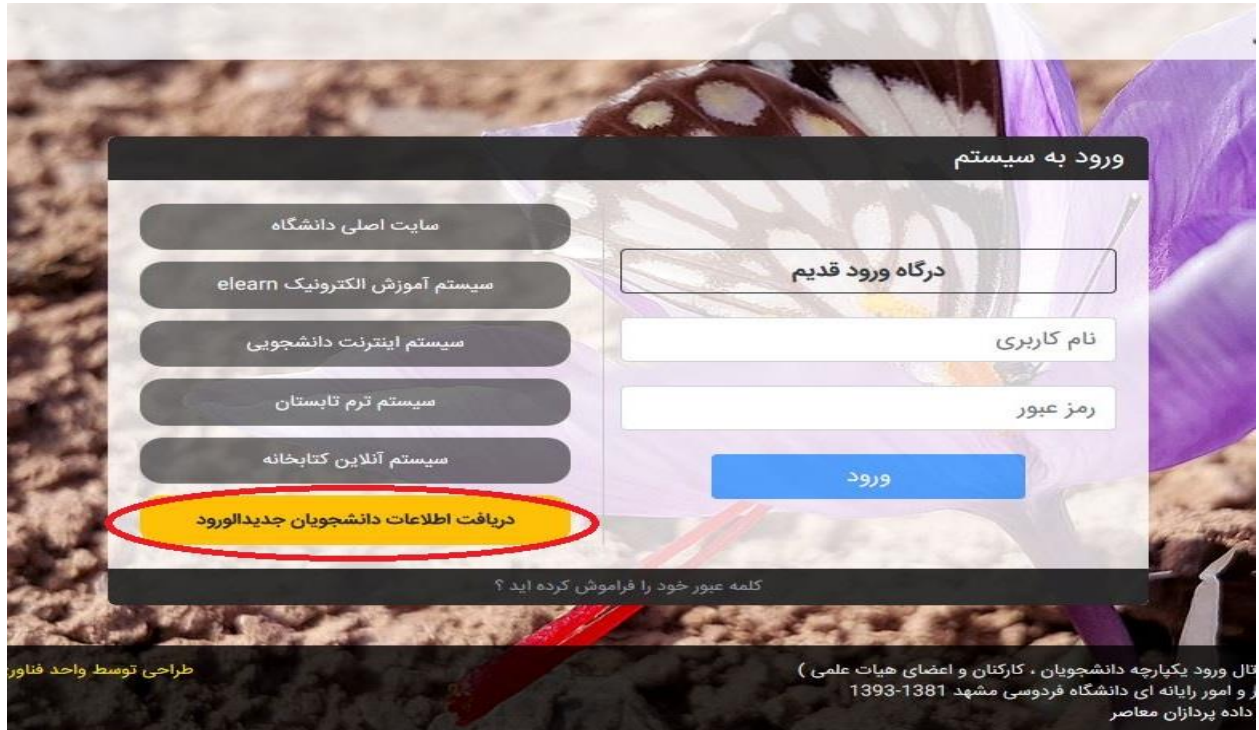 ورود به سیستم
درگاه ورود قدیم
نام کاربری
رمز عبور
ورود
سایت اصلی دانشگاه
سیستم آموزش الکترونیک elearn
سیستم اینترنت دانشجویی
سیستم ترم تابستان
سیستم آنلاین کتابخانه
دریافت اطلاعات دانشجویان جدیدالورود
کلمه عبور خود را فراموش کرده اید ؟
ورود یکپارچه دانشجویان ، کارکنان و اعضای هیات علمی )
و امور رایانه ای دانشگاه فردوسی مشهد 1381-1393
داده پردازان معاصر
طراحی توسط واحد